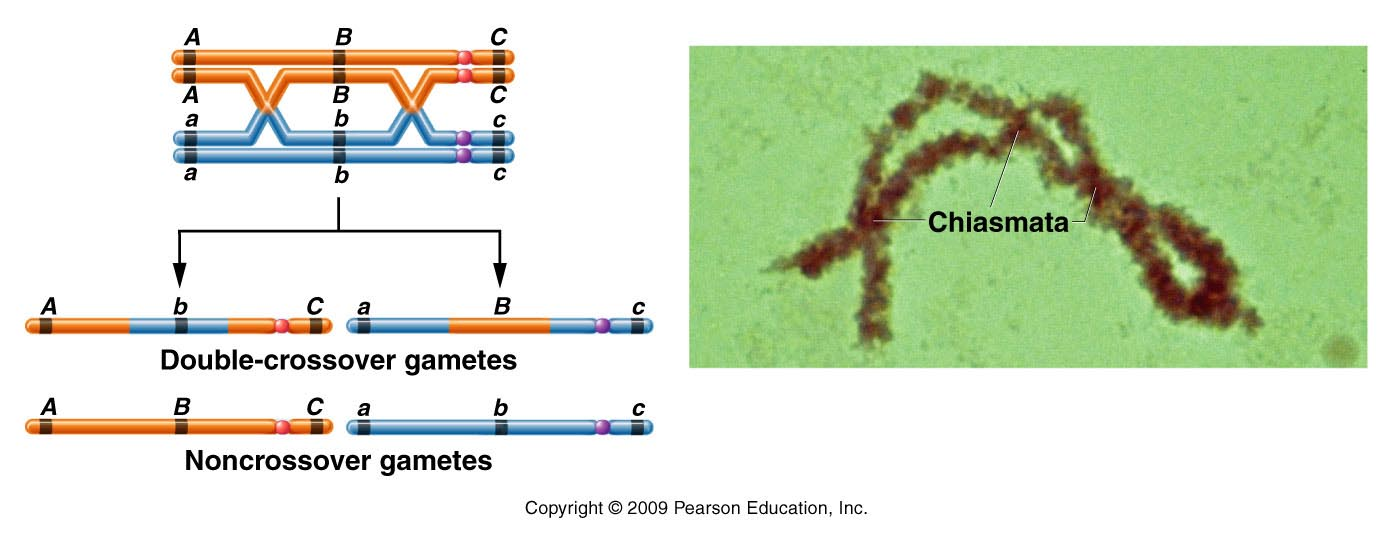 A B C
A B C
a b c
a b c
A b C a B c
Double-crossover gametes
A B C a b c
Noncrossover gametes
Chiasmata
Copyright © 2009 Pearson Education, Inc.